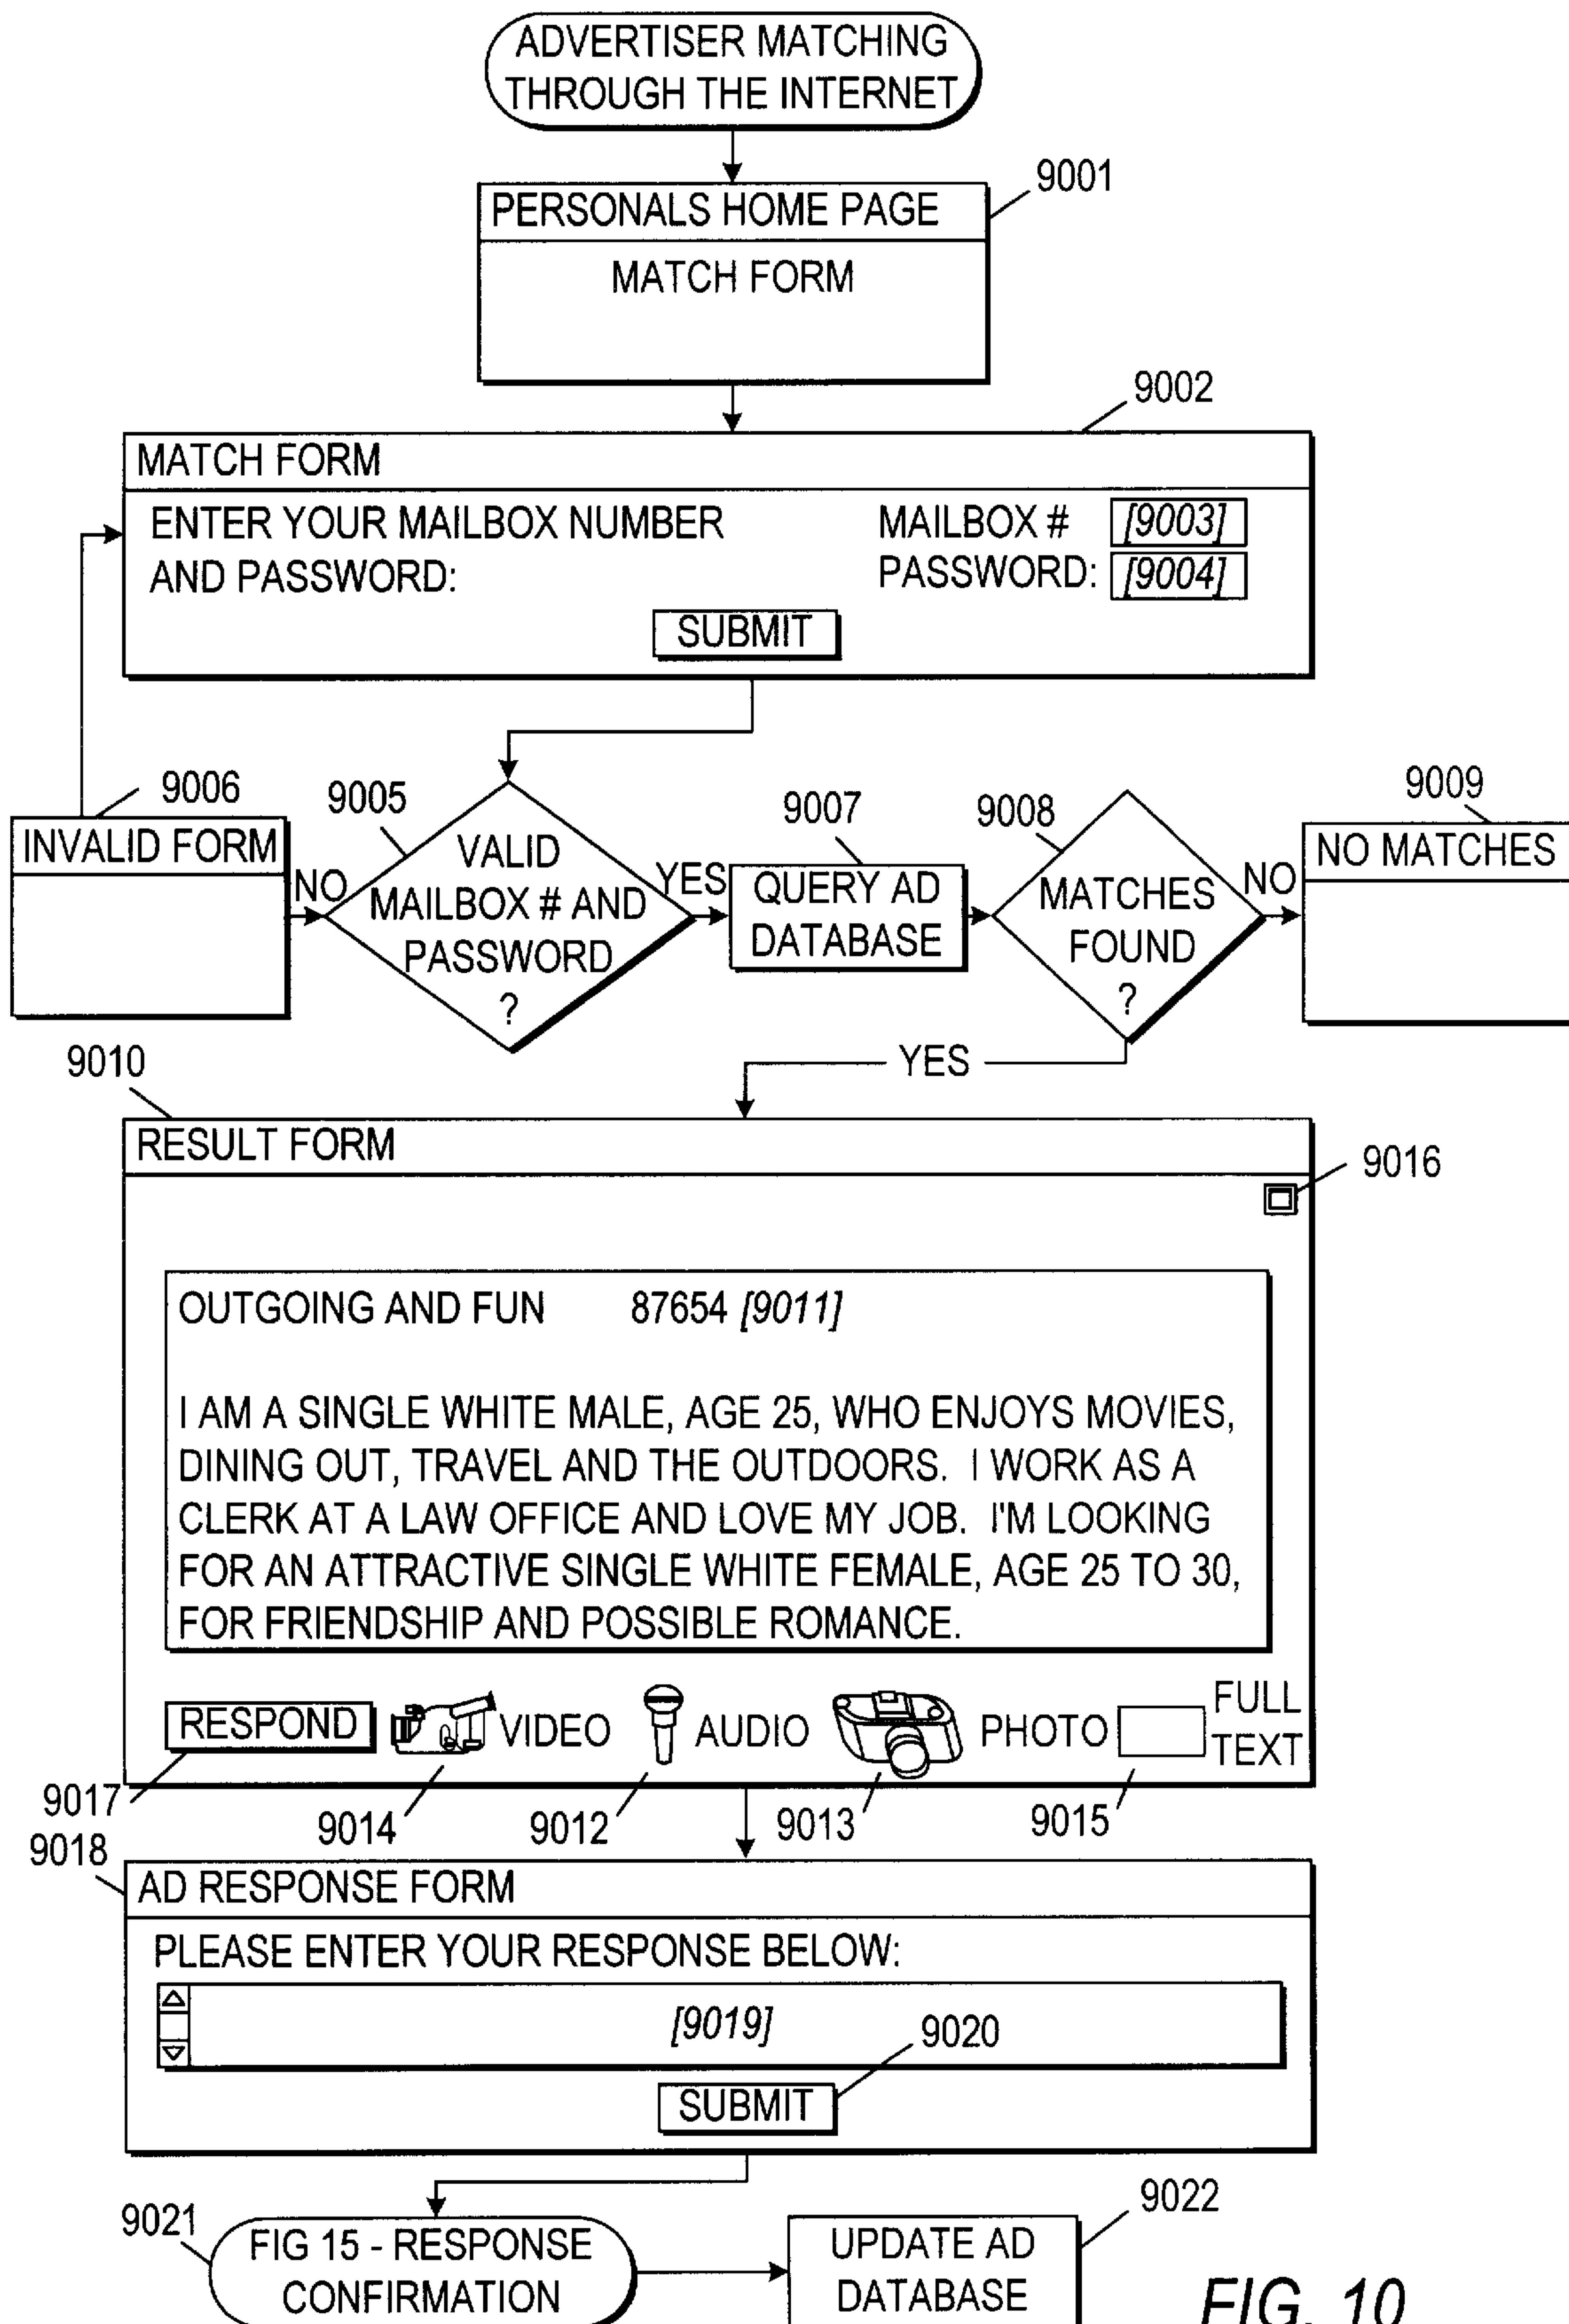 ADVERTISER MATCHING
THROUGH THE INTERNET
9001
PERSONALS HOME PAGE
MATCH FORM
9002
MATCH FORM
ENTER YOUR MAILBOX NUMBER
AND PASSWORD:
MAILBOX # [9003]
PASSWORD: [9004]
SUBMIT
9006
INVALID FORM
NO
9005
VALID
MAILBOX # AND
PASSWORD
?
YES
9007
QUERY AD
DATABASE
9008
MATCHES
FOUND
?
NO
9009
NO MATCHES
YES
9010
RESULT FORM
9016
OUTGOING AND FUN 87654 [9011]
I AM A SINGLE WHITE MALE, AGE 25, WHO ENJOYS MOVIES,
DINING OUT, TRAVEL AND THE OUTDOORS. I WORK AS A
CLERK AT A LAW OFFICE AND LOVE MY JOB. I'M LOOKING
FOR AN ATTRACTIVE SINGLE WHITE FEMALE, AGE 25 TO 30,
FOR FRIENDSHIP AND POSSIBLE ROMANCE.
RESPOND
VIDEO
AUDIO
PHOTO
FULL
TEXT
9017
9014
9012
9013
9015
9018
AD RESPONSE FORM
PLEASE ENTER YOUR RESPONSE BELOW:
[9019]
9020
SUBMIT
9021
FIG 15 - RESPONSE
CONFIRMATION
9022
UPDATE AD
DATABASE
FIG. 10